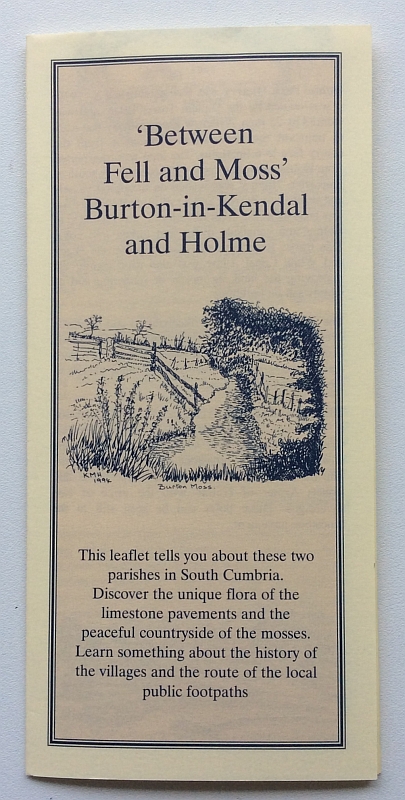 ‘Between
Fell and Moss’
Burton-in-Kendal
and Holme
KMH
1994
Burton Moss.
This leaflet tells you about these two
parishes in South Cumbria.
Discover the unique flora of the
limestone pavements and the
peaceful countryside of the mosses.
Learn something about the history of
the villages and the route of the local
public footpaths